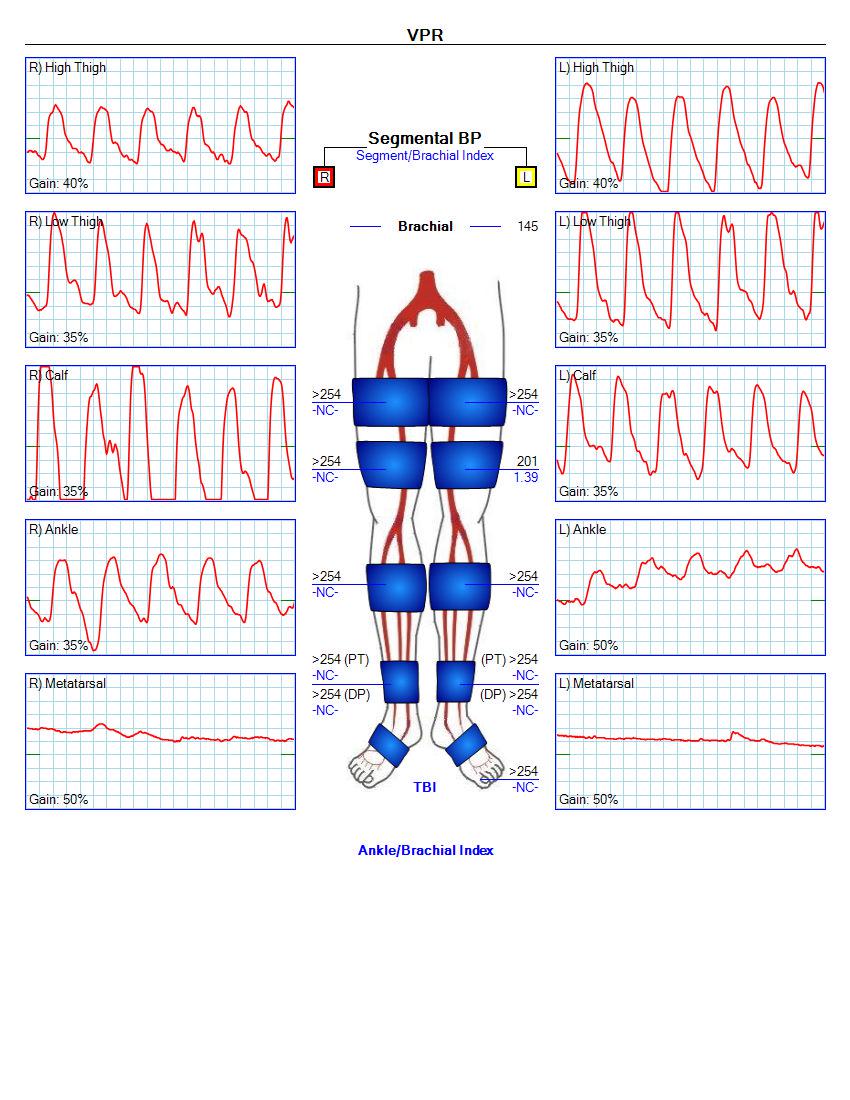 VPR
R) High Thigh
Gain: 40%
L) High Thigh
Gain: 40%
Segmental BP
Segment/Brachial Index
R
L
Brachial
145
R) Low Thigh
Gain: 35%
L) Low Thigh
Gain: 35%
R) Calf
Gain: 35%
L) Calf
Gain: 35%
>254
-NC-
>254
-NC-
>254
-NC-
201
1.39
R) Ankle
Gain: 35%
L) Ankle
Gain: 50%
>254
-NC-
>254
-NC-
>254 (PT)
-NC-
>254 (DP)
-NC-
(PT) >254
-NC-
(DP) >254
-NC-
R) Metatarsal
Gain: 50%
L) Metatarsal
Gain: 50%
>254
-NC-
TBI
Ankle/Brachial Index